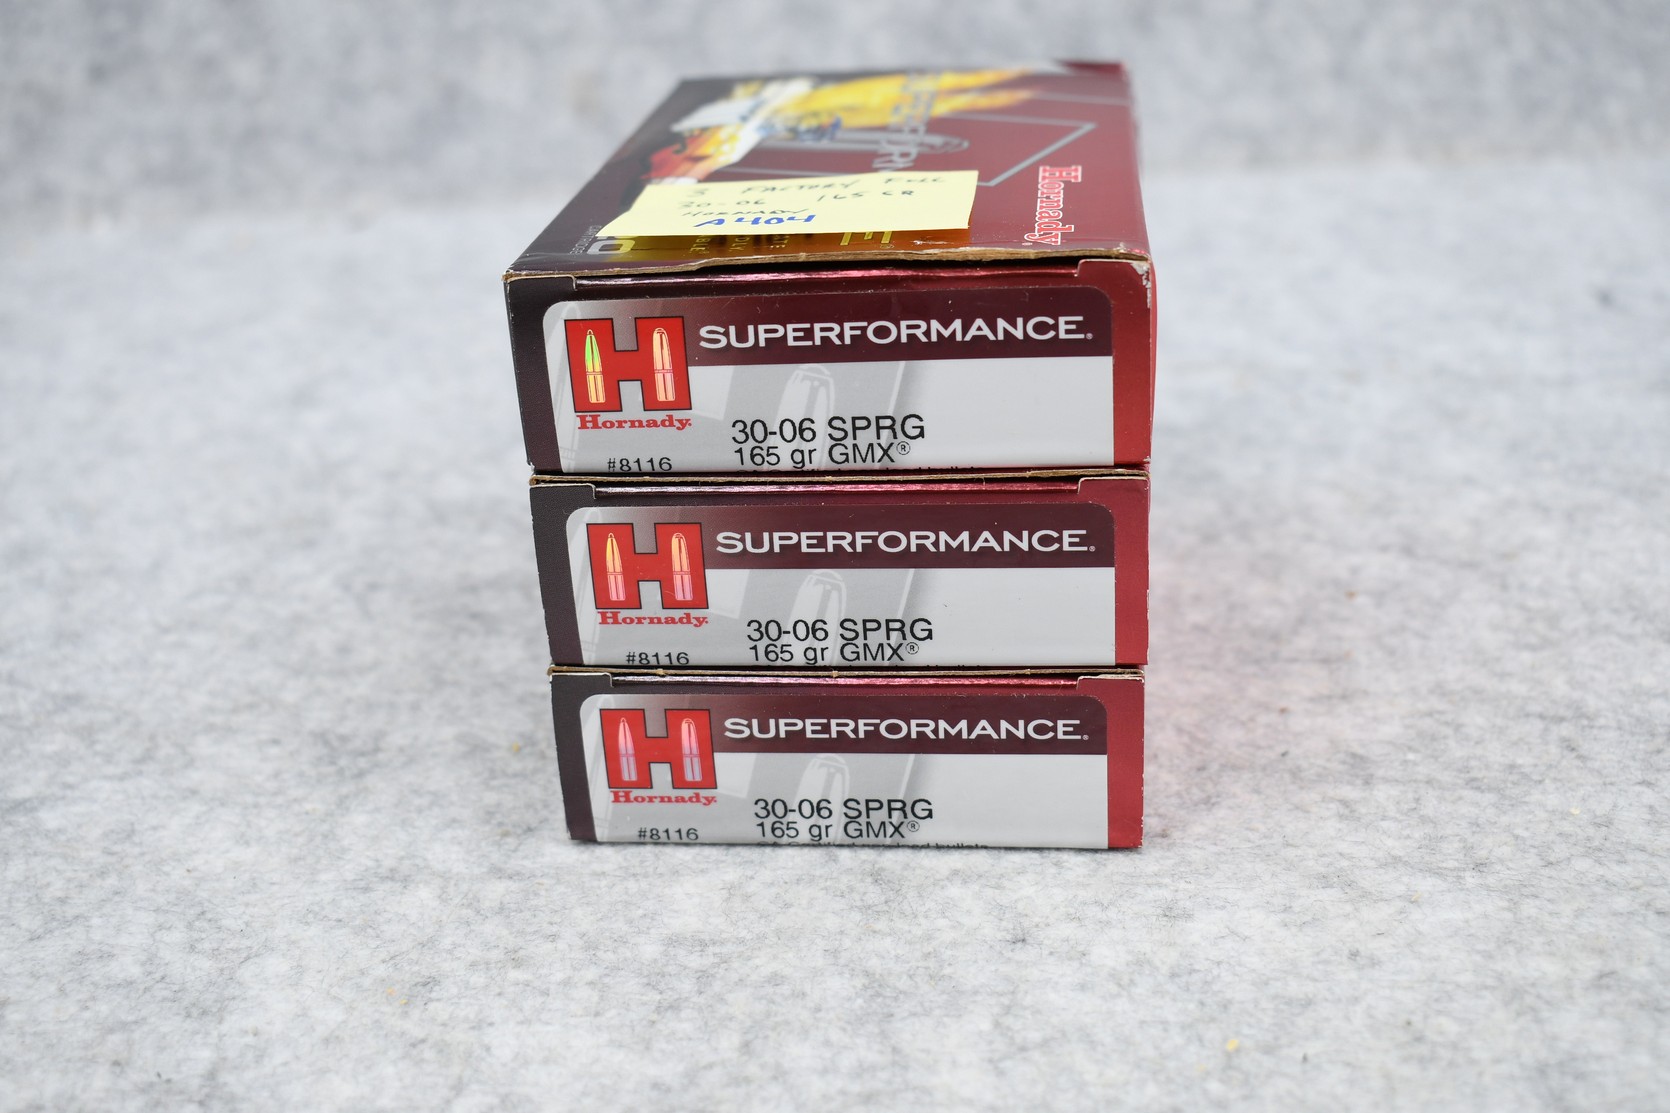 Hornady
3 FACTORY FULL
30-06 165 GR
HORNADY
A404
SUPERFORMANCE®
Hornady
30-06 SPRG
165 gr GMX®
#8116
SUPERFORMANCE®
Hornady
30-06 SPRG
165 gr GMX®
#8116
SUPERFORMANCE®
Hornady
30-06 SPRG
165 gr GMX®
#8116